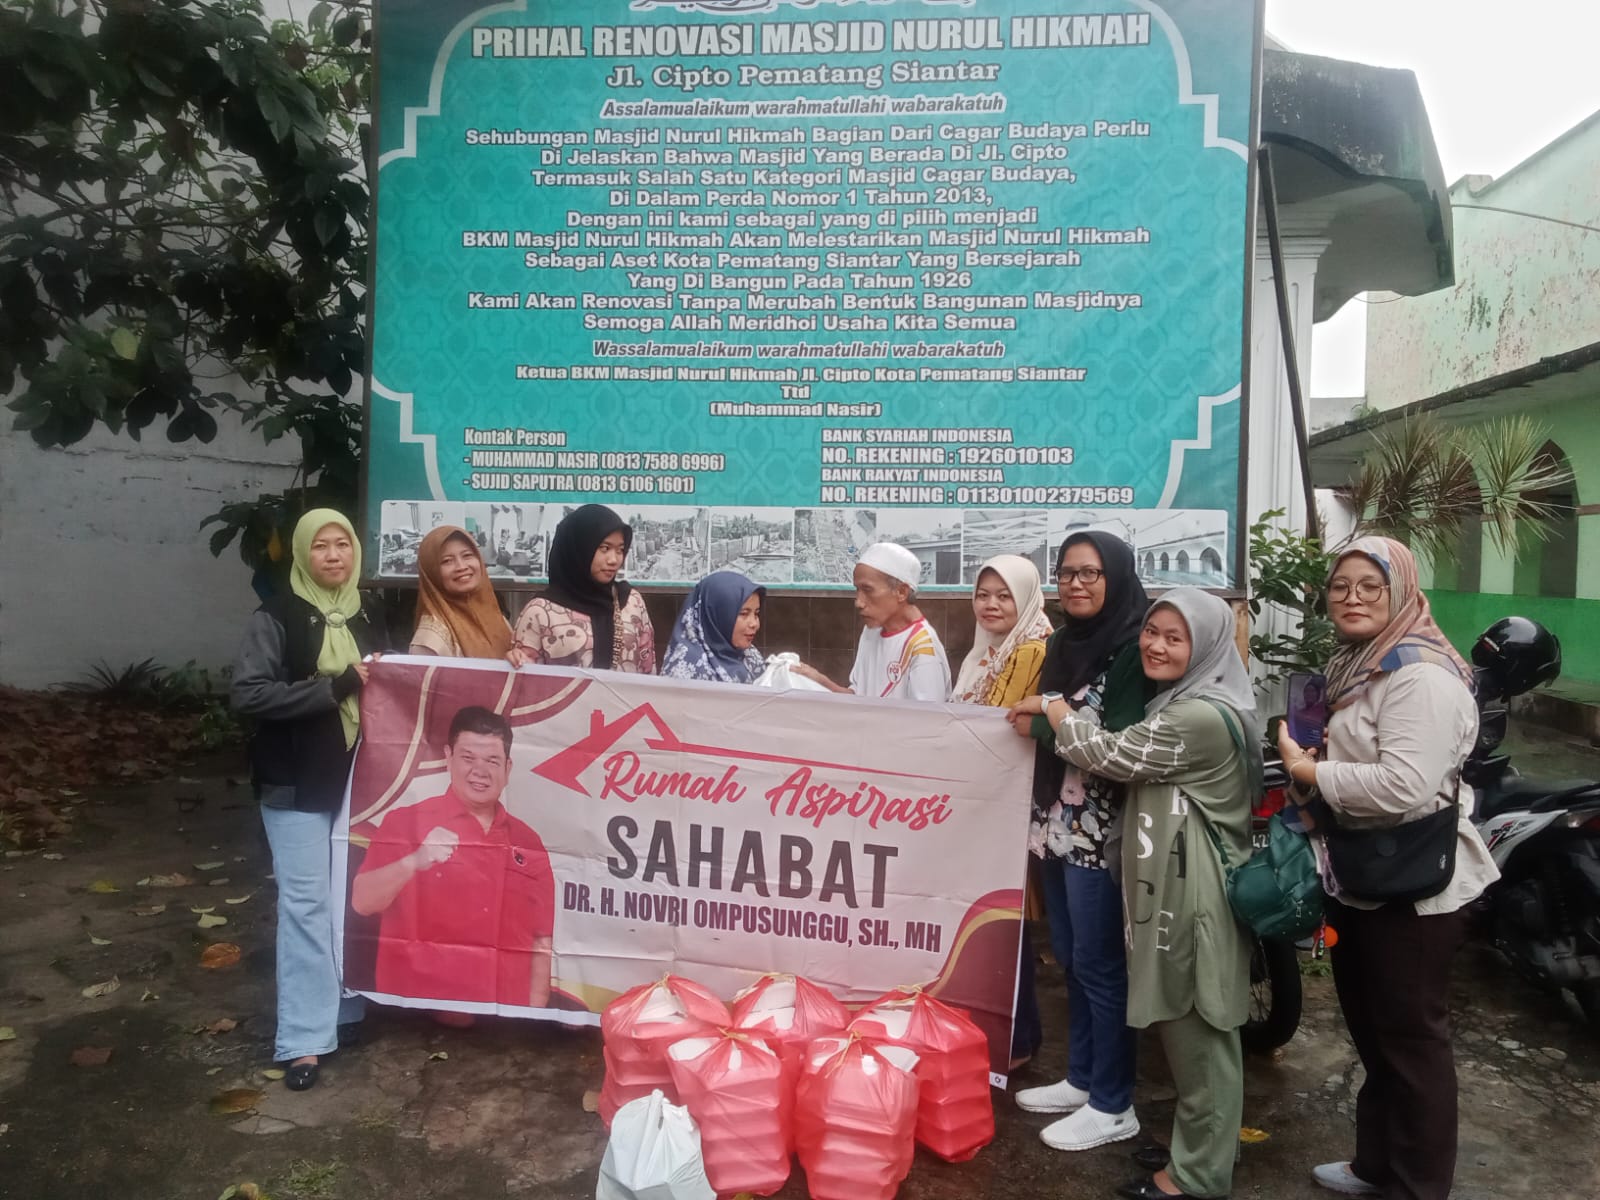 PRIHAL RENOVASI MASJID NURUL HIKMAH
Jl. Cipto Pematang Siantar
Assalamualaikum warahmatullahi wabarakatuh
Sehubungan Masjid Nurul Hikmah Bagian Dari Cagar Budaya Perlu
Di Jelaskan Bahwa Masjid Yang Berada Di Jl. Cipto
Termasuk Salah Satu Kategori Masjid Cagar Budaya,
Di Dalam Perda Nomor 1 Tahun 2013,
Dengan ini kami sebagai yang di pilih menjadi
BKM Masjid Nurul Hikmah Akan Melestarikan Masjid Nurul Hikmah
Sebagai Aset Kota Pematang Siantar Yang Bersejarah
Yang Di Bangun Pada Tahun 1926
Kami Akan Renovasi Tanpa Merubah Bentuk Bangunan Masjidnya
Semoga Allah Meridhoi Usaha Kita Semua
Wassalamualaikum warahmatullahi wabarakatuh
Ketua BKM Masjid Nurul Hikmah Jl. Cipto Kota Pematang Siantar
Ttd
(Muhammad Nasir)
Kontak Person
- MUHAMMAD NASIR (0813 7588 6996)
- SUJID SAPUTRA (0813 6106 1601)
BANK SYARIAH INDONESIA
NO. REKENING : 1926010103
BANK RAKYAT INDONESIA
NO. REKENING : 011301002379569
Rumah Aspirasi
SAHABAT
DR. H. NOVRI OMPUSUNGGU, SH., MH